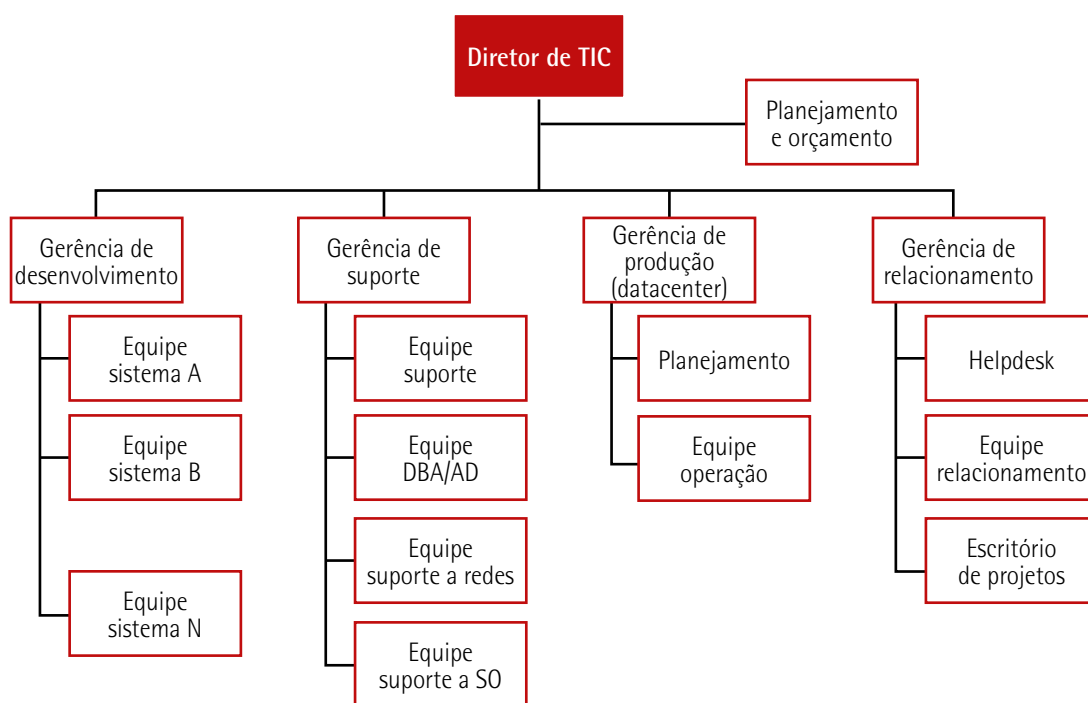 Diretor de TIC
Planejamento
e orçamento
Gerência de
desenvolvimento
Equipe
sistema A
Equipe
sistema B
Equipe
sistema N
Gerência de
suporte
Equipe
suporte
Equipe
DBA/AD
Equipe
suporte a redes
Equipe
suporte a SO
Gerência de
produção
(datacenter)
Planejamento
Equipe
operação
Gerência de
relacionamento
Helpdesk
Equipe
relacionamento
Escritório
de projetos